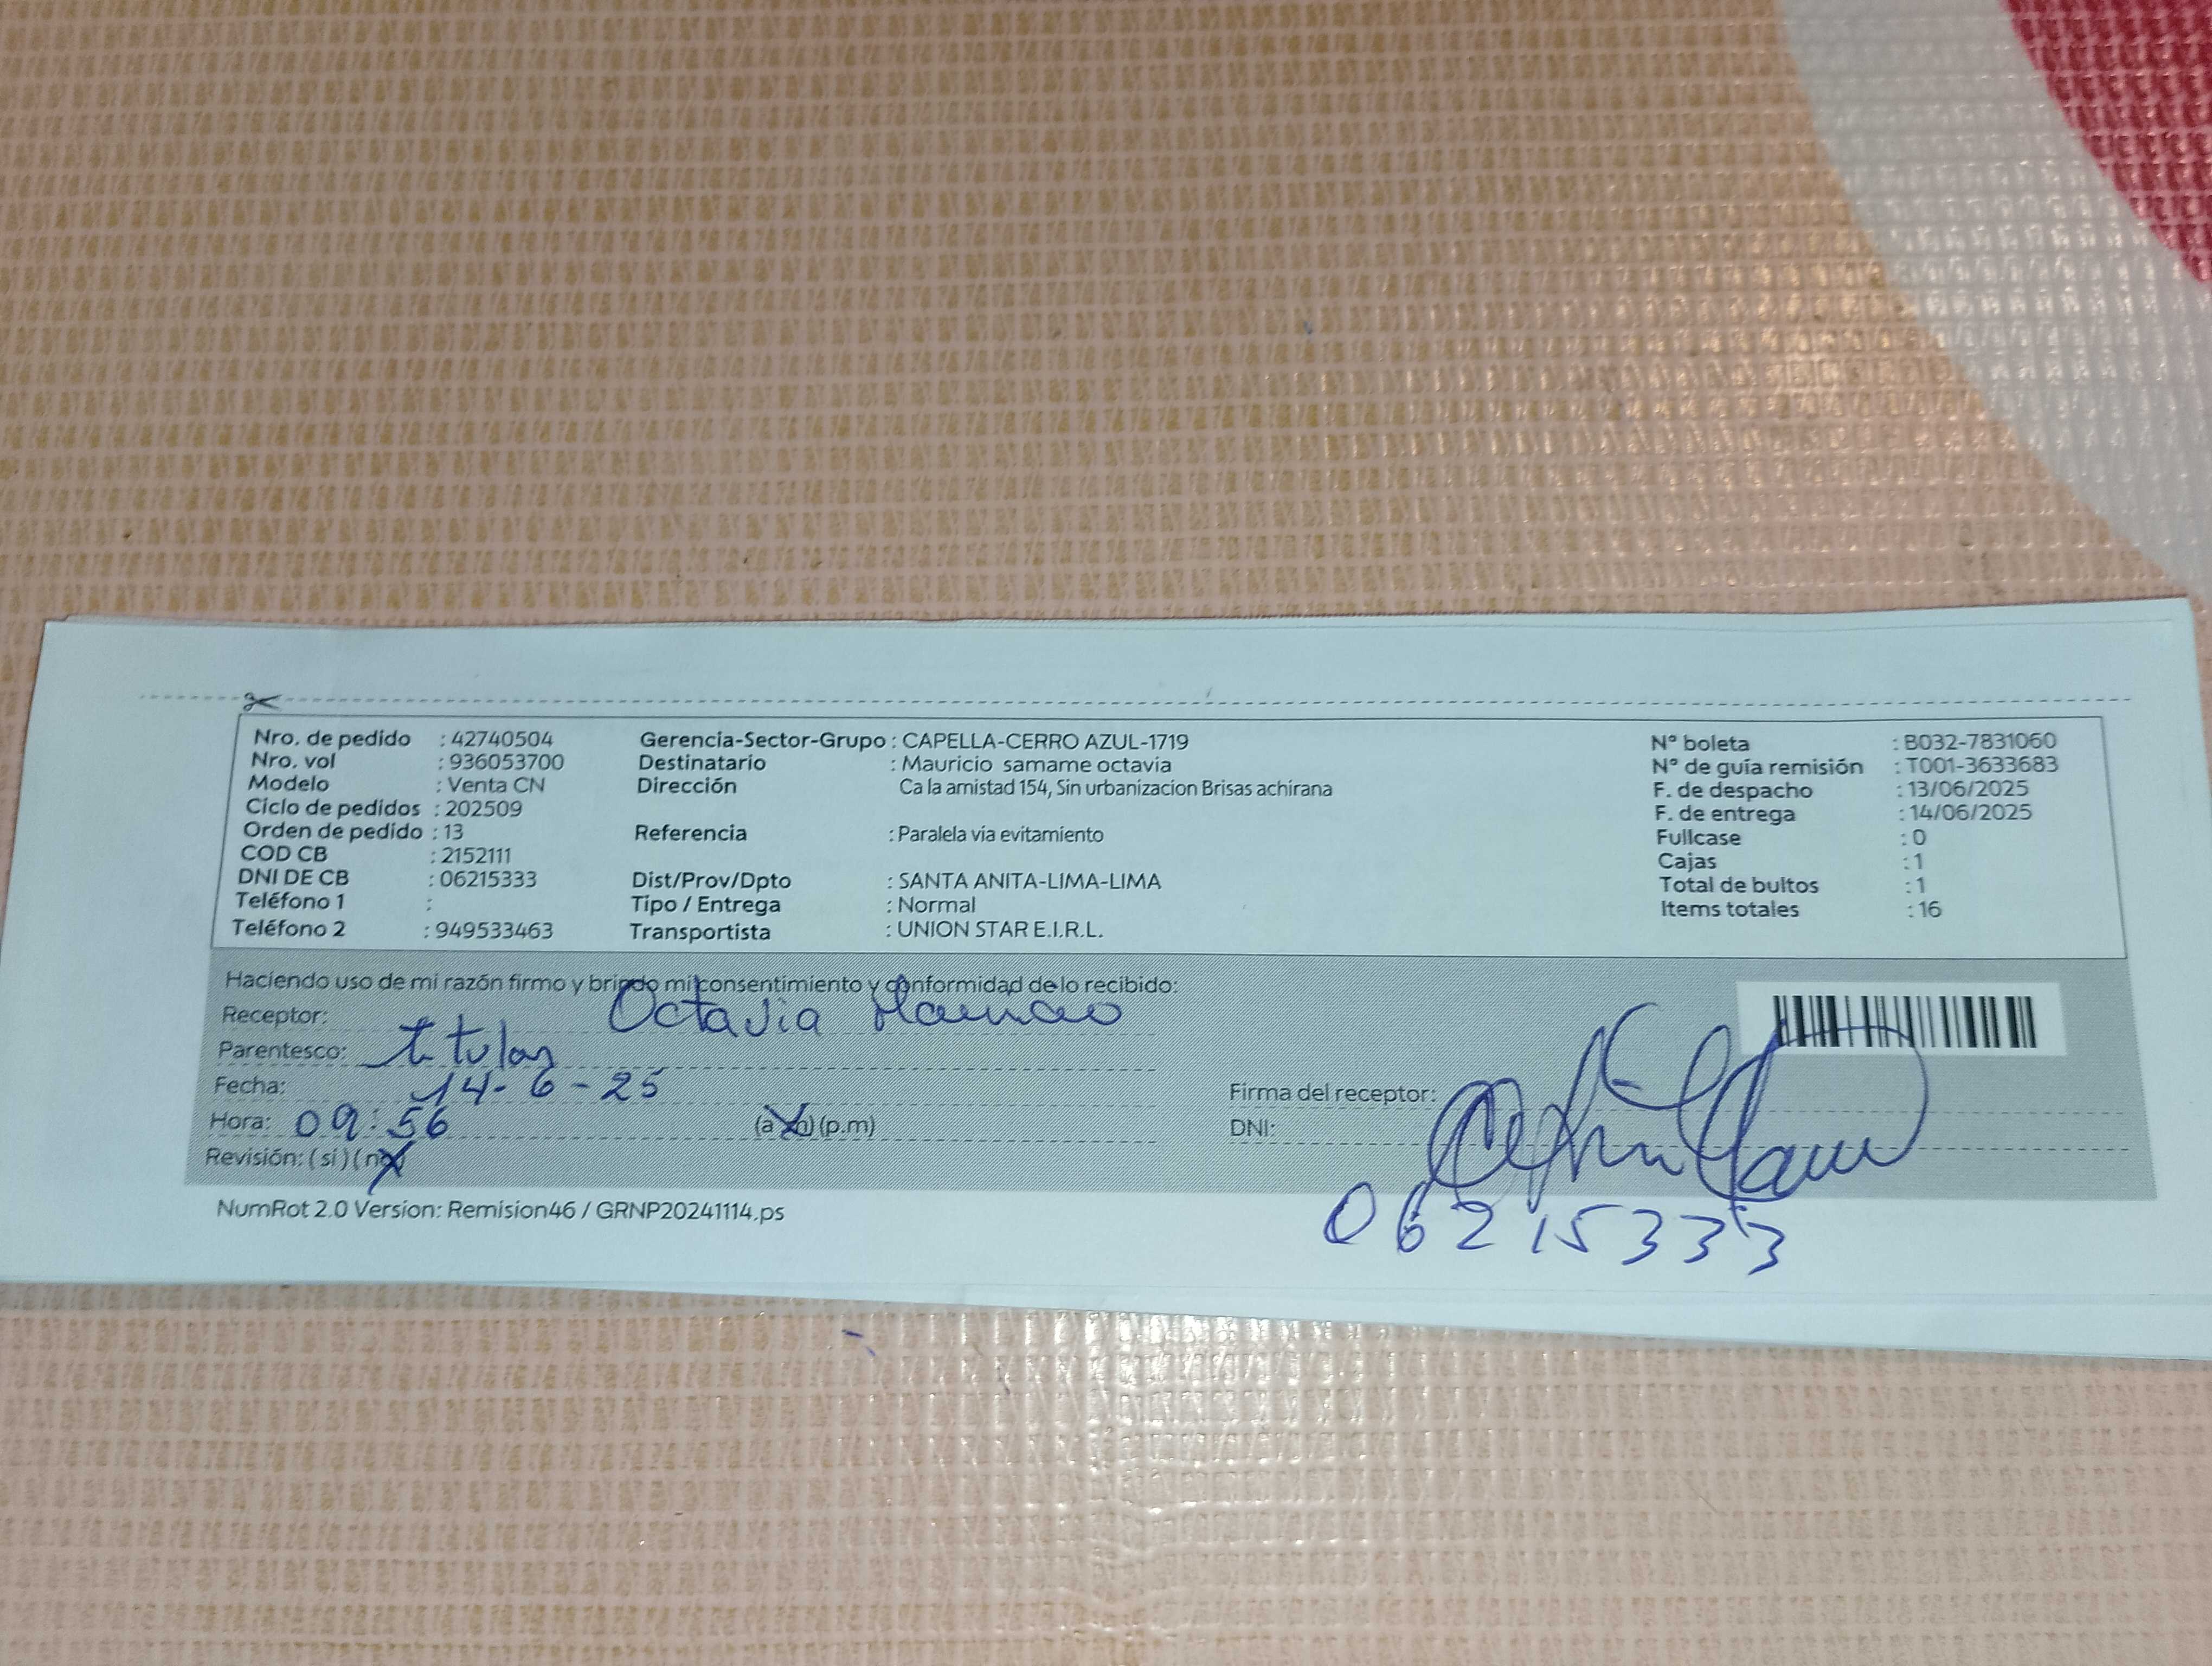 Nro. de pedido : 42740504
Nro. vol : 936053700
Modelo : Venta CN
Ciclo de pedidos : 202509
Orden de pedido : 13
COD CB : 2152111
DNI DE CB : 06215333
Teléfono 1 :
Teléfono 2 : 949533463
Gerencia-Sector-Grupo : CAPELLA-CERRO AZUL-1719
Destinatario : Mauricio samame octavia
Dirección Ca la amistad 154, Sin urbanizacion Brisas achirana
Referencia : Paralela via evitamiento
Dist/Prov/Dpto : SANTA ANITA-LIMA-LIMA
Tipo / Entrega : Normal
Transportista : UNION STAR E.I.R.L.
N° boleta : B032-7831060
N° de guía remisión : T001-3633683
F. de despacho : 13/06/2025
F. de entrega : 14/06/2025
Fullcase : 0
Cajas : 1
Total de bultos : 1
Items totales : 16
Haciendo uso de mi razón firmo y brindo mi consentimiento y conformidad de lo recibido:
Receptor: Octavia
Parentesco: titular
Fecha: 14-6-25
Hora: 09:56 (a.m) (p.m)
Revisión: (si) (no)
Firma del receptor:
DNI:
06215333
NumRot 2.0 Version: Remision46 / GRNP20241114.ps